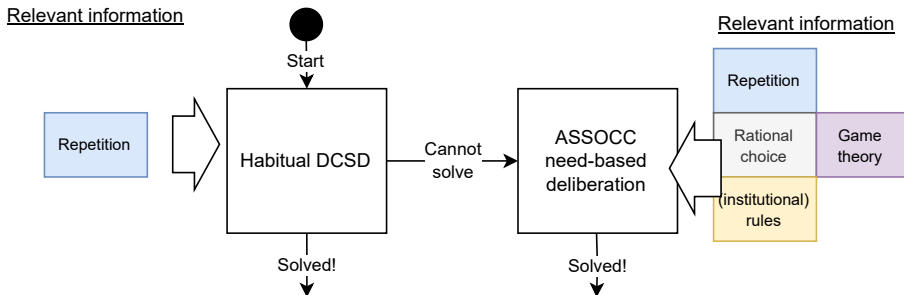 Relevant information
Relevant information
Start
Repetition
Habitual DCSD
Cannot
solve
ASSOCC
need-based
deliberation
Repetition
Rational
choice
Game
theory
(institutional)
rules
Solved!
Solved!